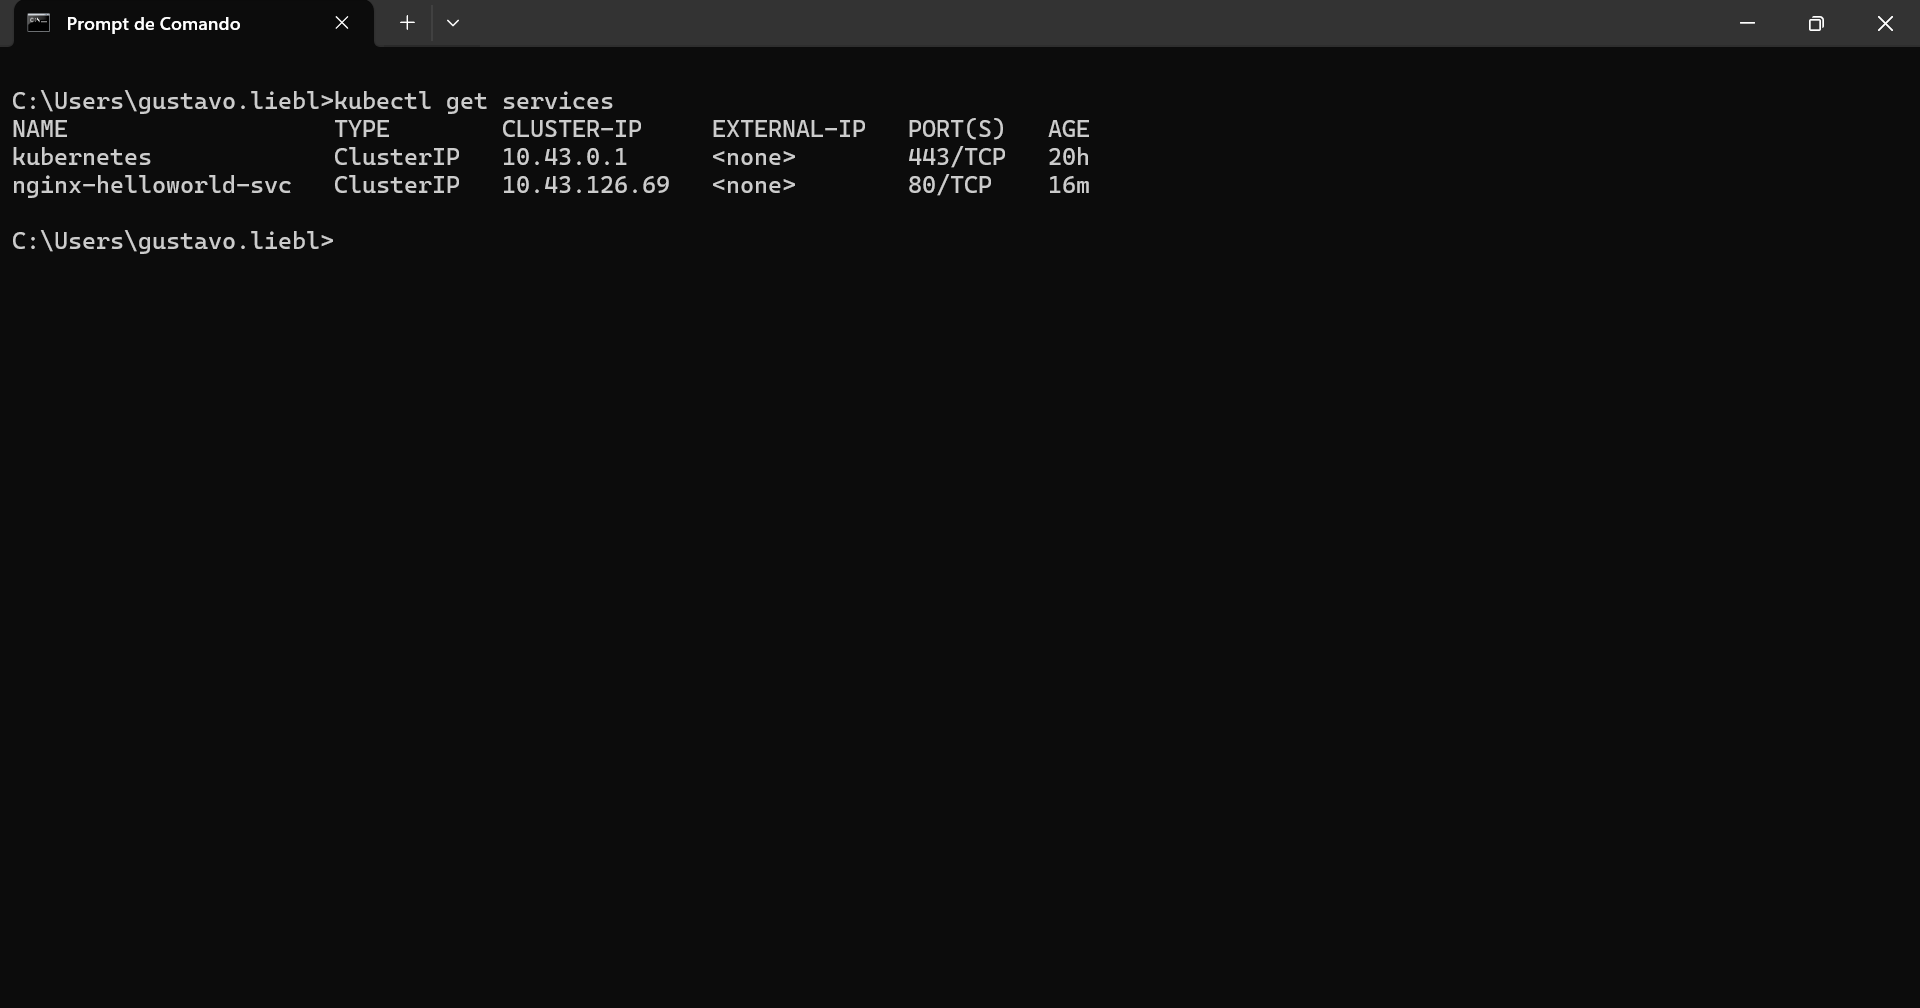 Prompt de Comando
C:\Users\gustavo.liebl>kubectl get services
NAME                   TYPE        CLUSTER-IP     EXTERNAL-IP   PORT(S)   AGE
kubernetes             ClusterIP   10.43.0.1      <none>        443/TCP   20h
nginx-helloworld-svc   ClusterIP   10.43.126.69   <none>        80/TCP    16m
C:\Users\gustavo.liebl>